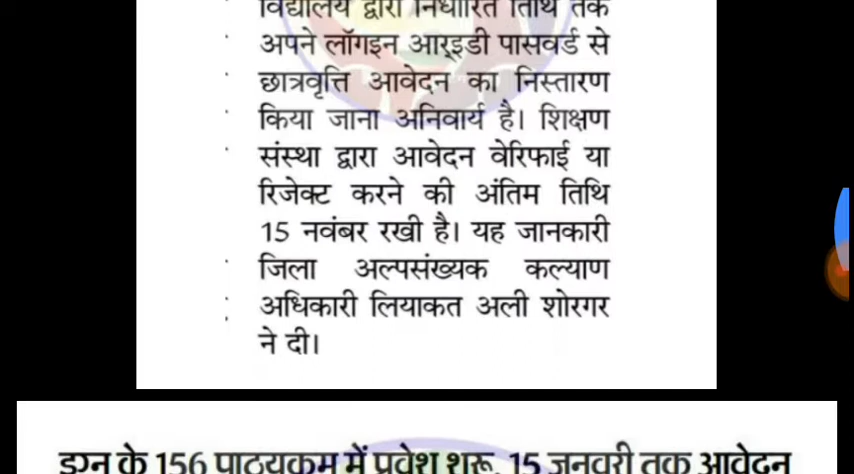 विद्यालय द्वारा निर्धारित तिथि तक
अपने लॉगइन आइडी पासवर्ड से
छात्रवृत्ति आवेदन का निस्तारण
किया जाना अनिवार्य है। शिक्षण
संस्था द्वारा आवेदन वेरिफाई या
रिजेक्ट करने की अंतिम तिथि
15 नवंबर रखी है। यह जानकारी
जिला अल्पसंख्यक कल्याण
अधिकारी लियाकत अली शोरगर
ने दी।
इग्नू के 156 पाठ्यक्रम में प्रवेश शुरू, 15 जनवरी तक आवेदन